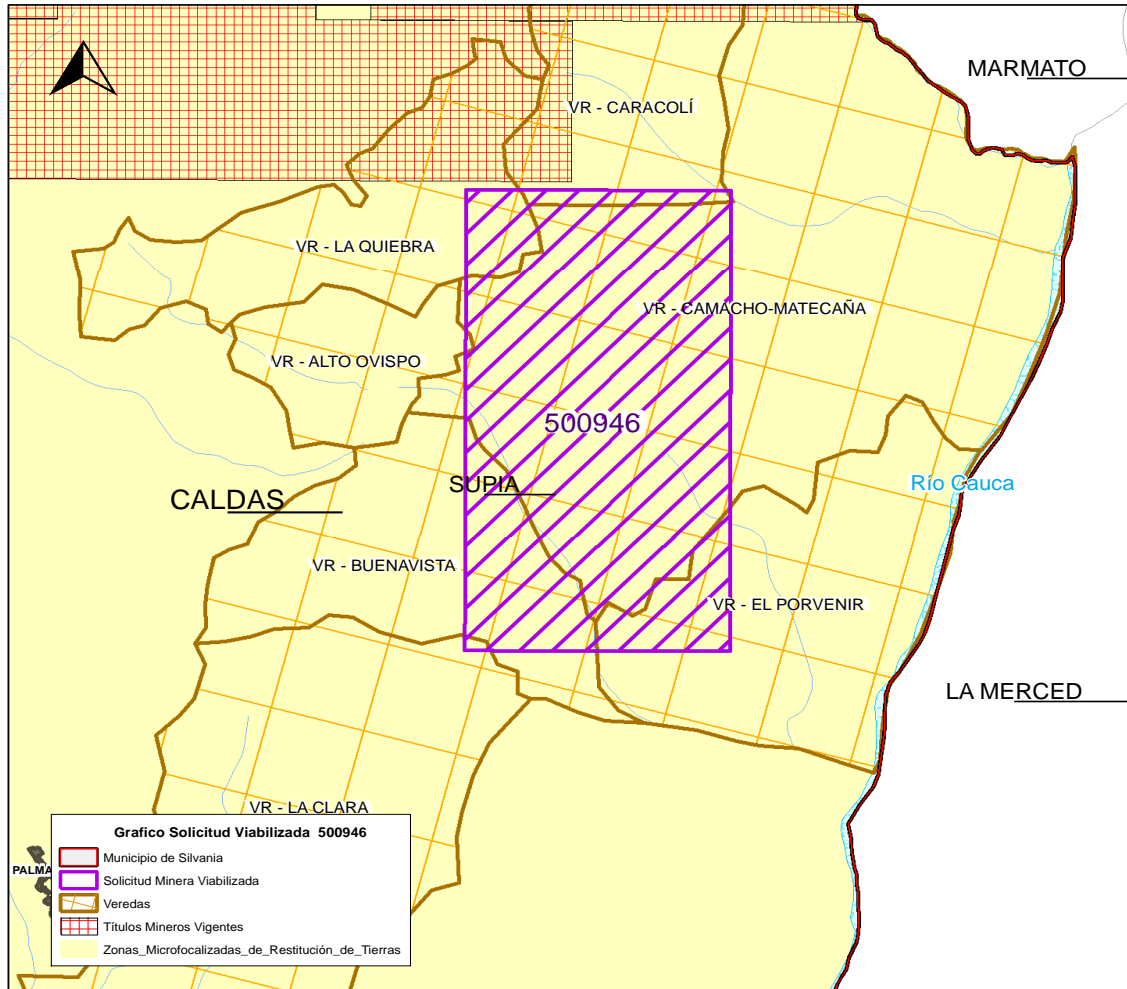 MARMATO
VR - CARACOLÍ
VR - LA QUIEBRA
VR - CAMACHO-MATECAÑA
VR - ALTO OVISPO
500946
SUPIA
Río Cauca
CALDAS
VR - BUENAVISTA
VR - EL PORVENIR
LA MERCED
VR - LA CLARA
PALMA
Grafico Solicitud Viabilizada 500946
Municipio de Silvania
Solicitud Minera Viabilizada
Veredas
Títulos Mineros Vigentes
Zonas_Microfocalizadas_de_Restitución_de_Tierras